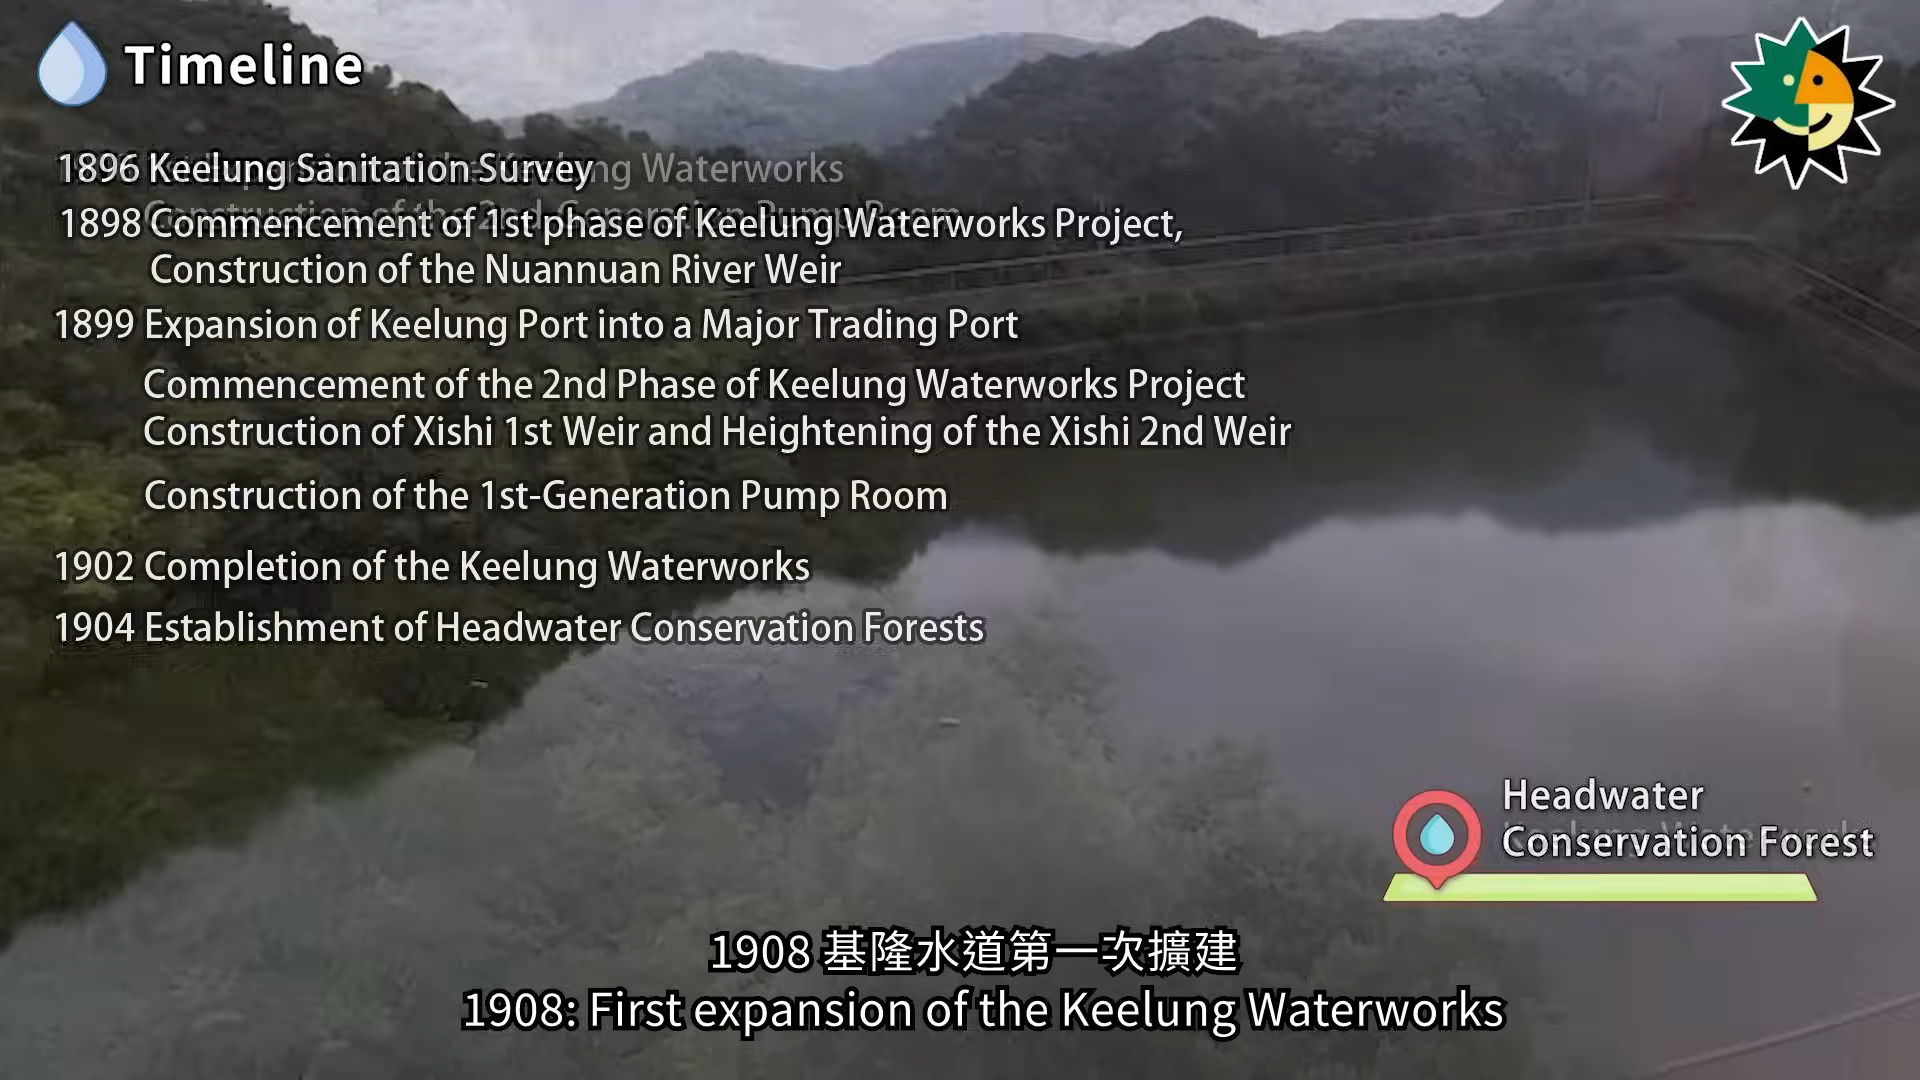 Timeline
1896 Keelung Sanitation Survey
1898 Commencement of 1st phase of Keelung Waterworks Project,
Construction of the Nuannuan River Weir
1899 Expansion of Keelung Port into a Major Trading Port
Commencement of the 2nd Phase of Keelung Waterworks Project
Construction of Xishi 1st Weir and Heightening of the Xishi 2nd Weir
Construction of the 1st-Generation Pump Room
1902 Completion of the Keelung Waterworks
1904 Establishment of Headwater Conservation Forests
Headwater
Conservation Forest
1908 基隆水道第一次擴建
1908: First expansion of the Keelung Waterworks